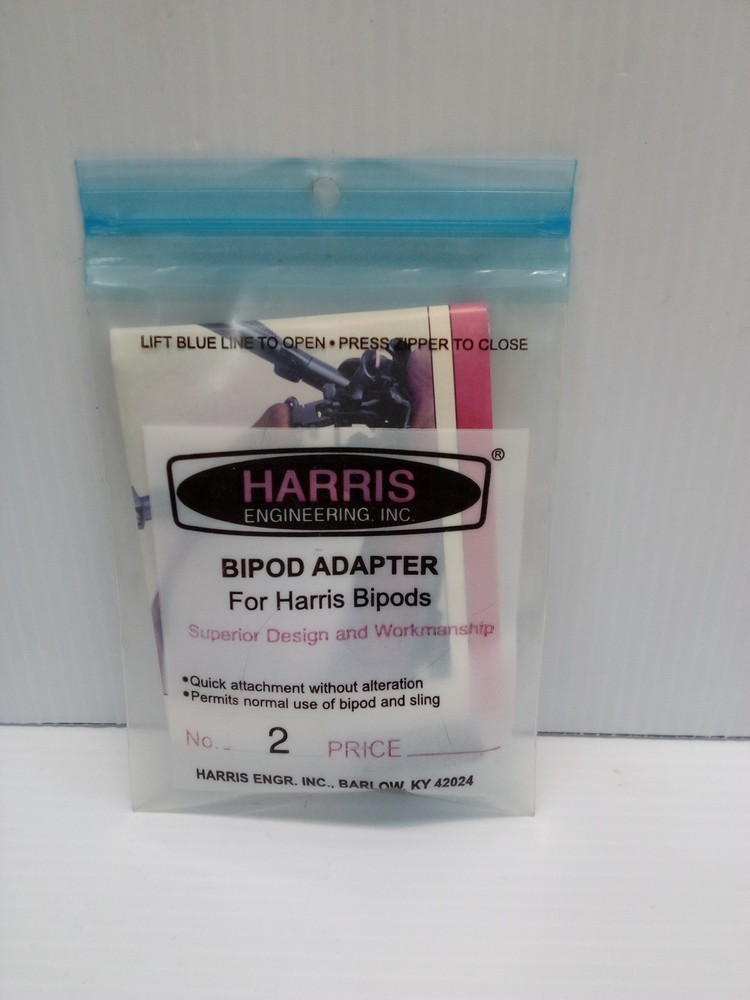 LIFT BLUE LINE TO OPEN • PRESS ZIPPER TO CLOSE
HARRIS ®
ENGINEERING, INC.
BIPOD ADAPTER
For Harris Bipods
Superior Design and Workmanship
•Quick attachment without alteration
•Permits normal use of bipod and sling
No. 2 PRICE
HARRIS ENGR. INC., BARLOW, KY 42024